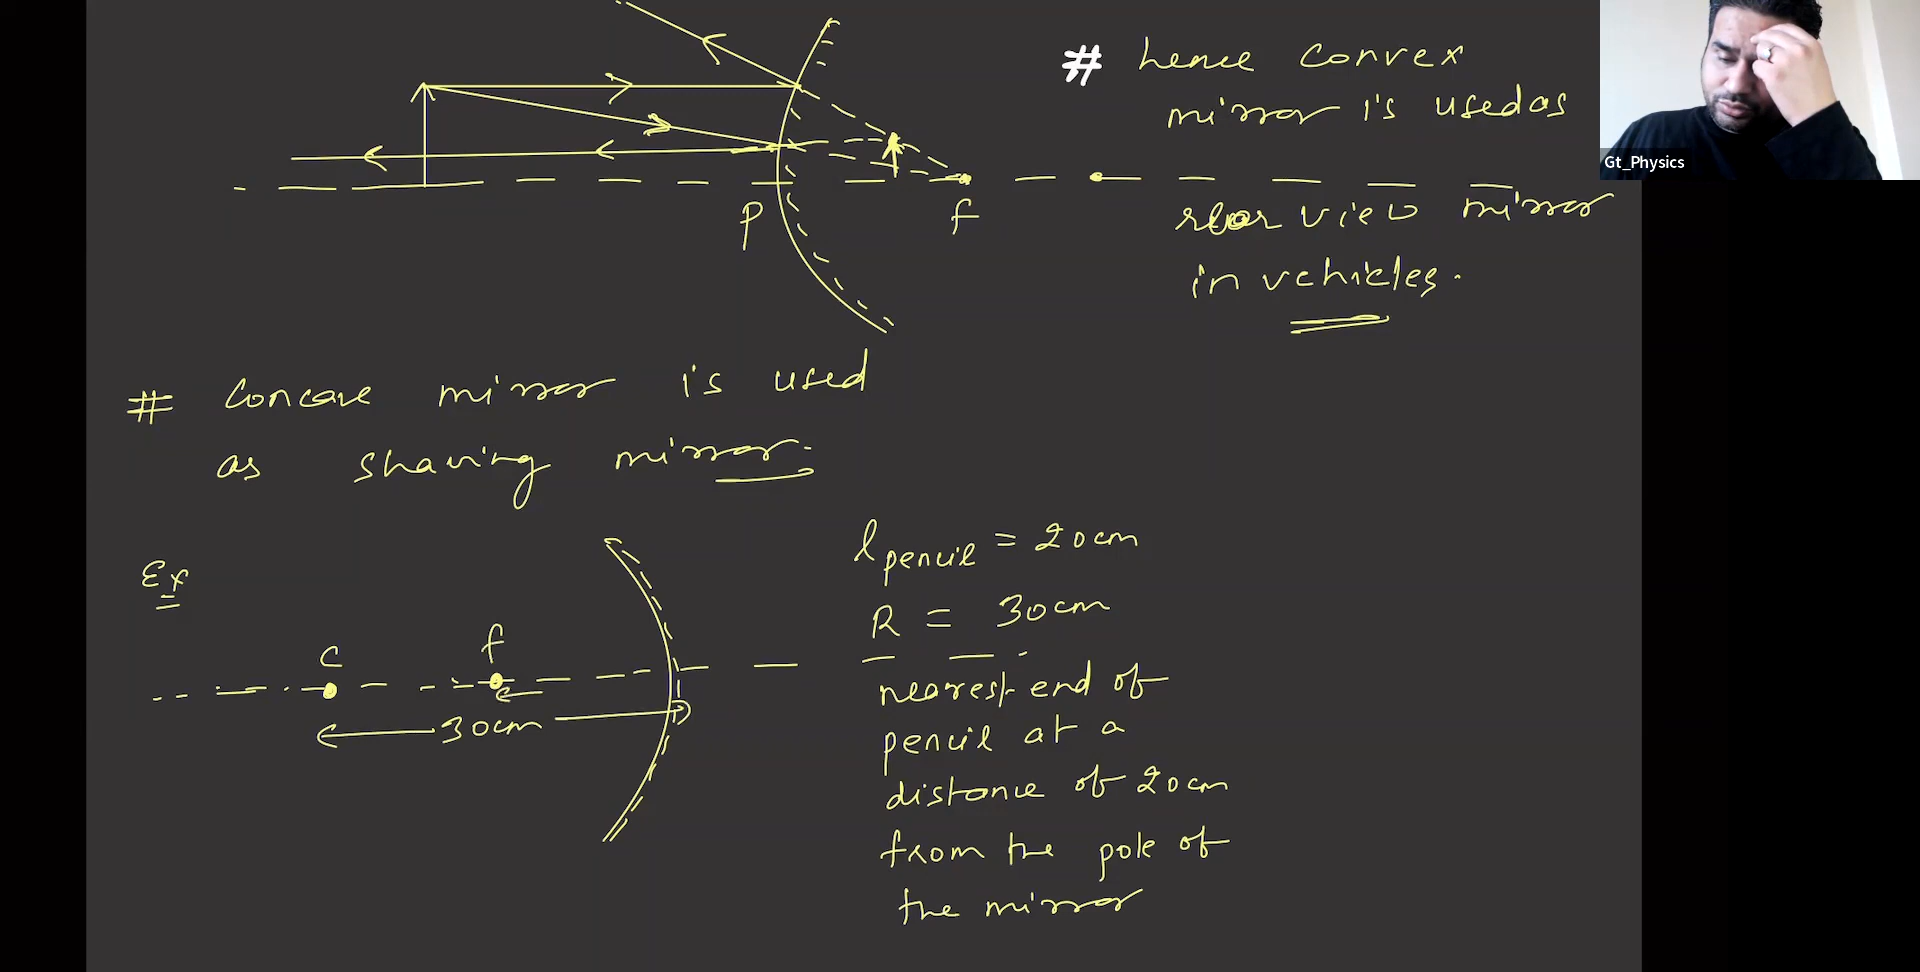 # hence convex
mirror is used as
rear view mirror
in vehicles.
Gt_Physics
P
f
# Concave mirror is used
as shaving mirror.
Ex
C
f
30cm
l pencil = 20cm
R = 30cm
nearest end of
pencil at a
distance of 20cm
from the pole of
the mirror